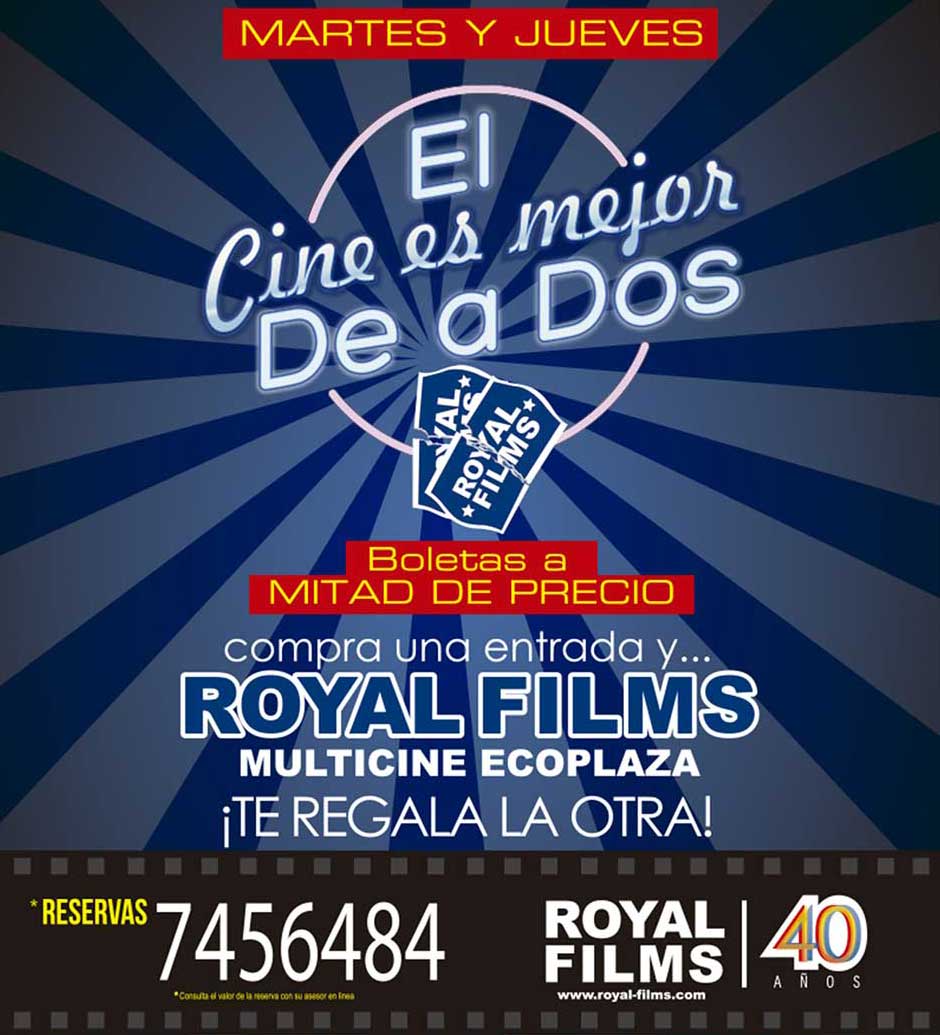 MARTES Y JUEVES
El
Cine es mejor
De a Dos
ROYAL
FILMS
ROYAL
FILMS
Boletas a
MITAD DE PRECIO
compra una entrada y...
ROYAL FILMS
MULTICINE ECOPLAZA
¡TE REGALA LA OTRA!
* RESERVAS 7456484
*Consulta el valor de la reserva con su asesor en linea
ROYAL
FILMS
www.royal-films.com
40
AÑOS